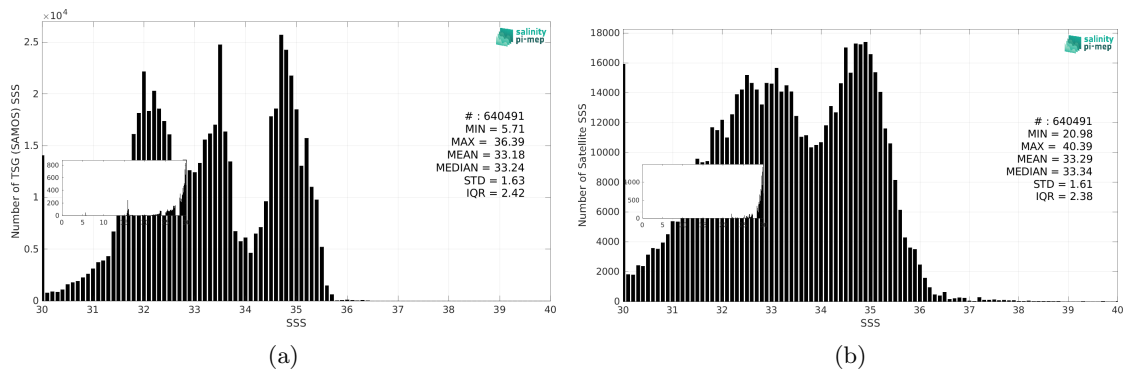 ×10⁴
2.5
2
1.5
1
0.5
0
Number of TSG (SAMOS) SSS
salinity
pi-mep
# : 640491
MIN = 5.71
MAX = 36.39
MEAN = 33.18
MEDIAN = 33.24
STD = 1.63
IQR = 2.42
800
600
400
200
0
0 5 10
30 31 32 33 34 35 36 37 38 39 40
SSS
(a)
18000
16000
14000
12000
10000
8000
6000
4000
2000
0
Number of Satellite SSS
salinity
pi-mep
# : 640491
MIN = 20.98
MAX = 40.39
MEAN = 33.29
MEDIAN = 33.34
STD = 1.61
IQR = 2.38
1000
500
0
0 5 10
30 31 32 33 34 35 36 37 38 39 40
SSS
(b)